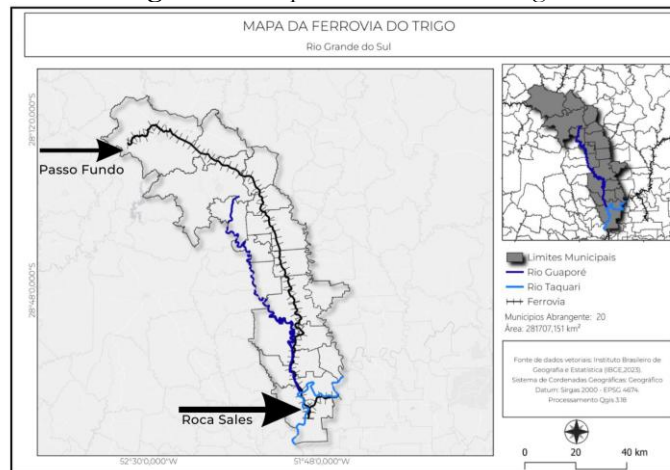 MAPA DA FERROVIA DO TRIGO
Rio Grande do Sul
28°12'0,000"S
Passo Fundo
28°48'0,000"S
Roca Sales
52°30'0,000"W
51°48'0,000"W
Limites Municipais
Rio Guaporé
Rio Taquari
Ferrovia
Municipios Abrangente: 20
Área: 281707,151 km²
Fonte de dados vetoriais: Instituto Brasileiro de
Geografia e Estatística (IBGE,2023).
Sistema de Cordenadas Geográficas: Geográfico
Datum: Sirgas 2000 - EPSG 4674
Processamento Qgis 3.18
0 20 40 km